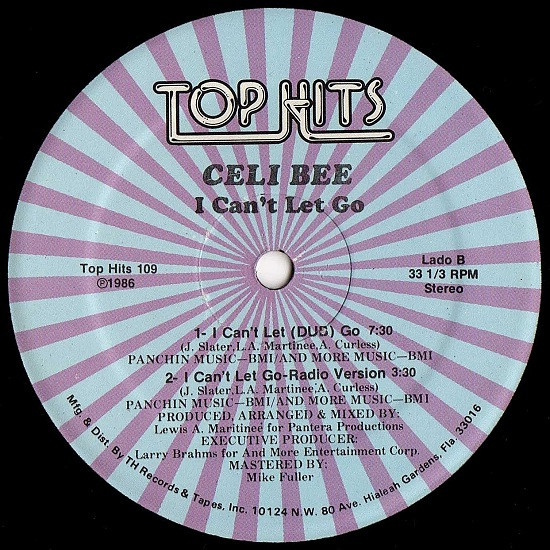 TOP HITS
CELI BEE
I Can't Let Go
Top Hits 109
℗1986
Lado B
33 1/3 RPM
Stereo
1- I Can't Let (DUB) Go 7:30
(J. Slater,L.A. Martinee,A. Curless)
PANCHIN MUSIC—BMI/AND MORE MUSIC—BMI
2- I Can't Let Go-Radio Version 3:30
(J. Slater,L.A. Martinee,A. Curless)
PANCHIN MUSIC—BMI/AND MORE MUSIC—BMI
PRODUCED, ARRANGED & MIXED BY:
Lewis A. Maritineé for Pantera Productions
EXECUTIVE PRODUCER:
Larry Brahms for And More Entertainment Corp.
MASTERED BY:
Mike Fuller
Mfg. & Dist. By TH Records & Tapes, Inc. 10124 N.W. 80 Ave. Hialeah Gardens, Fla. 33016